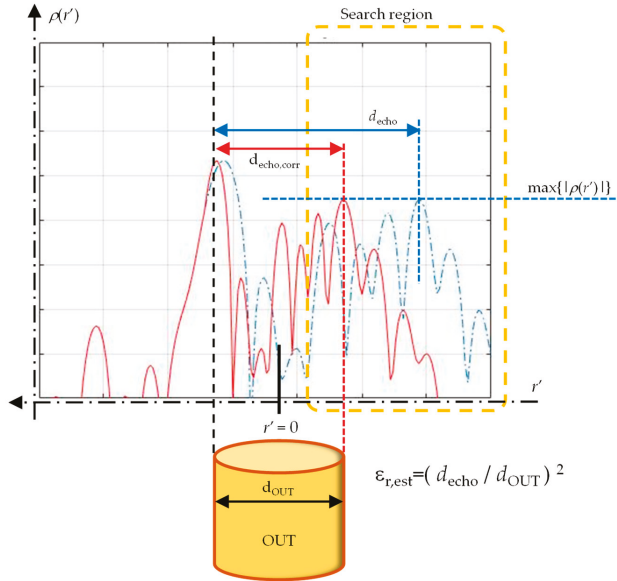 ρ(r′)
Search region
d_echo
d_echo,corr
max{|ρ(r′)|}
r′
r′ = 0
ε_r,est=( d_echo / d_OUT ) ²
d_OUT
OUT